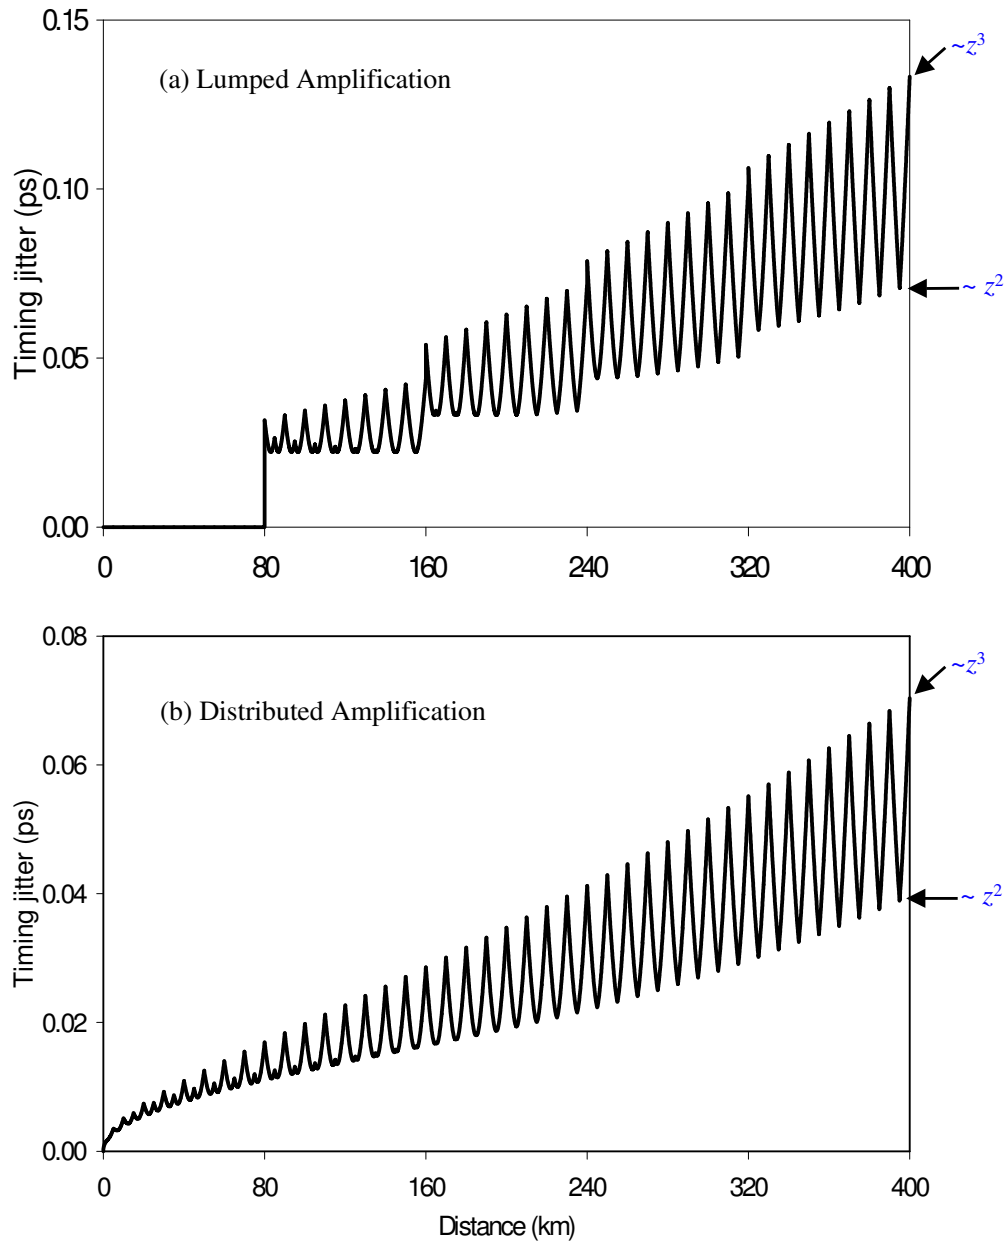 0.15
~z³
(a) Lumped Amplification
0.10
Timing jitter (ps)
~ z²
0.05
0.00
0 80 160 240 320 400
0.08
~z³
(b) Distributed Amplification
0.06
Timing jitter (ps)
0.04
~ z²
0.02
0.00
0 80 160 240 320 400
Distance (km)